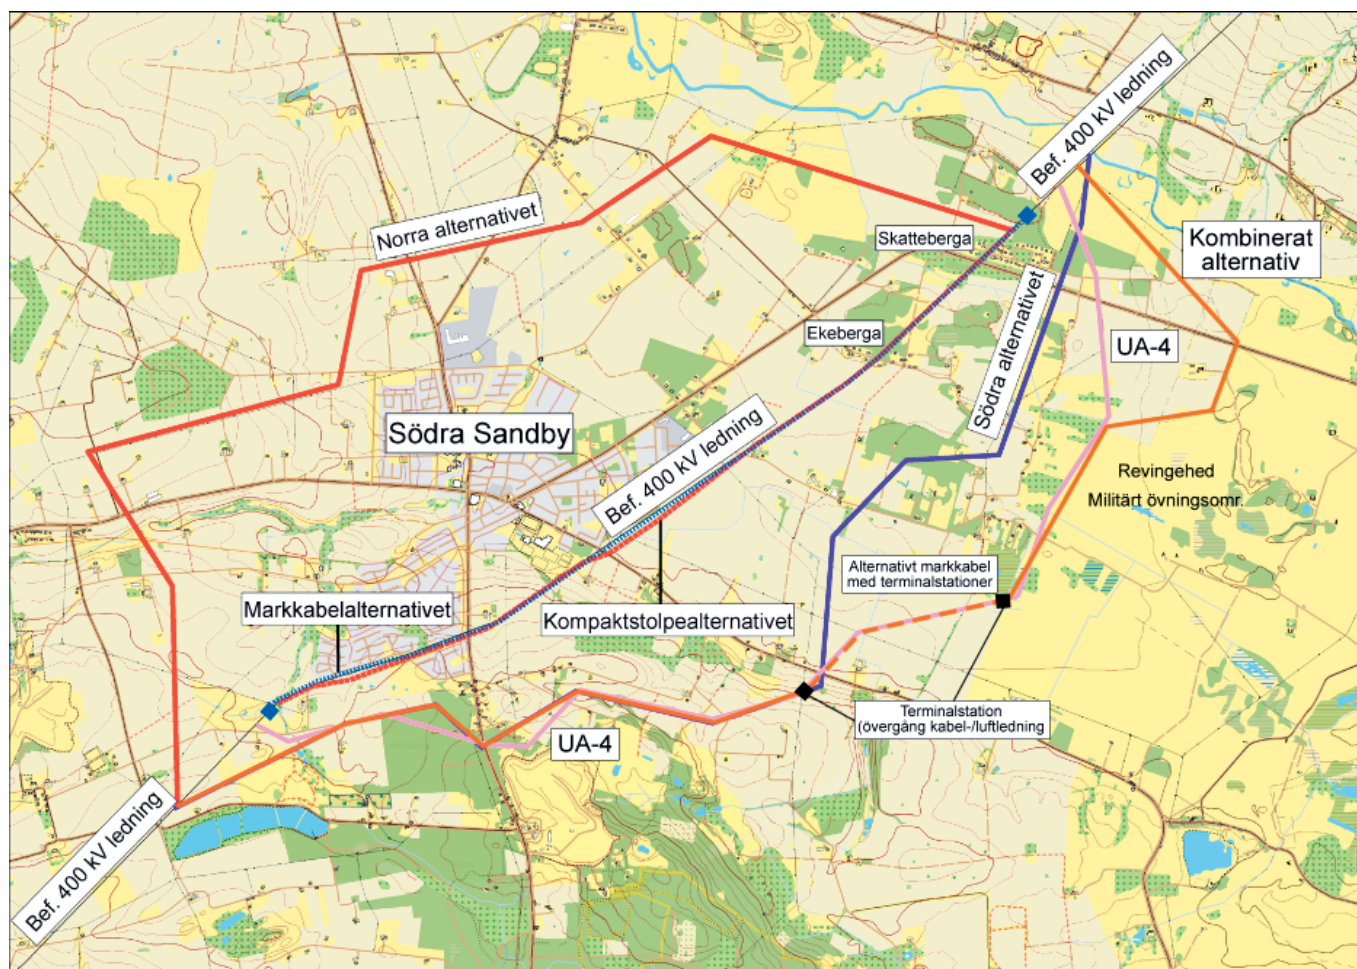 Bef. 400 kV ledning
Norra alternativet
Skatteberga
Kombinerat
alternativ
Ekeberga
Södra alternativet
UA-4
Södra Sandby
Bef. 400 kV ledning
Revingehed
Militärt övningsomr.
Alternativt markkabel
med terminalstationer
Markkabelalternativet
Kompaktstolpealternativet
Terminalstation
(övergång kabel-/luftledning
UA-4
Bef. 400 kV ledning